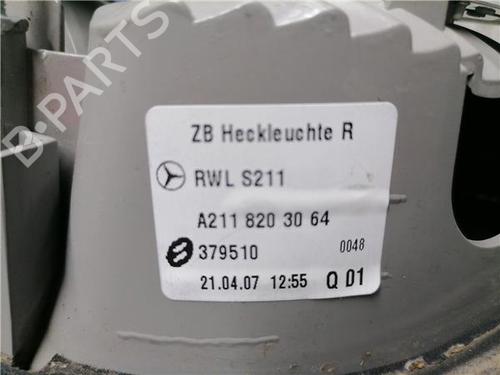 B-PARTS
ZB Heckleuchte R
RWL S211
A211 820 30 64
379510 0048
21.04.07 12:55 Q 01